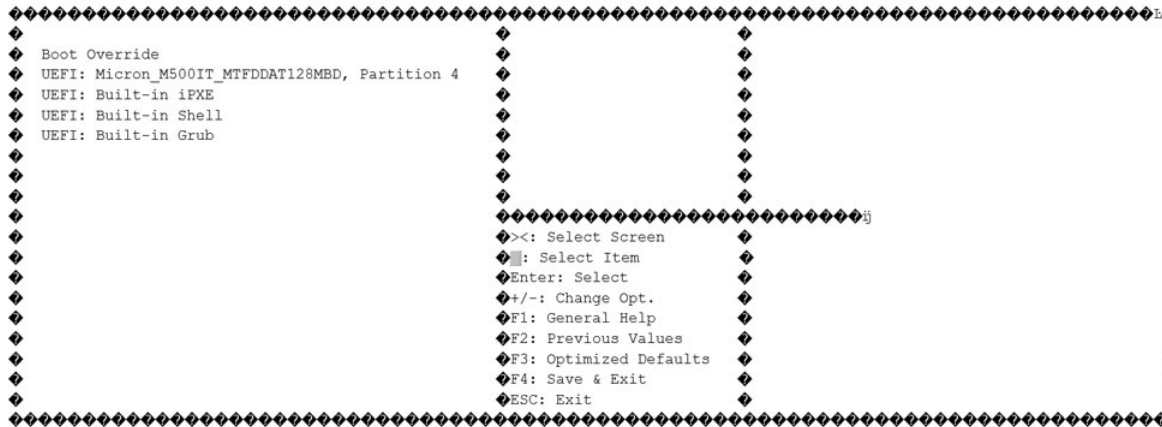 Boot Override
UEFI: Micron_M500IT_MTFDDAT128MBD, Partition 4
UEFI: Built-in iPXE
UEFI: Built-in Shell
UEFI: Built-in Grub
><: Select Screen
: Select Item
Enter: Select
+/-: Change Opt.
F1: General Help
F2: Previous Values
F3: Optimized Defaults
F4: Save & Exit
ESC: Exit